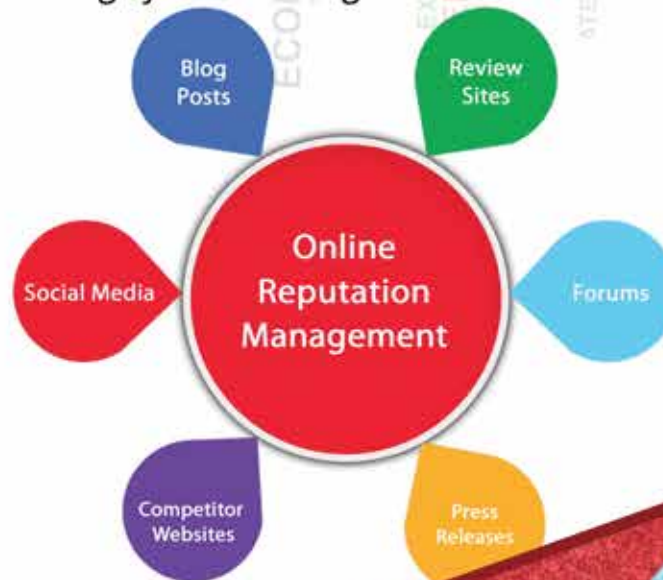 Blog
Posts
Review
Sites
Online
Reputation
Management
Social Media
Forums
Competitor
Websites
Press
Releases